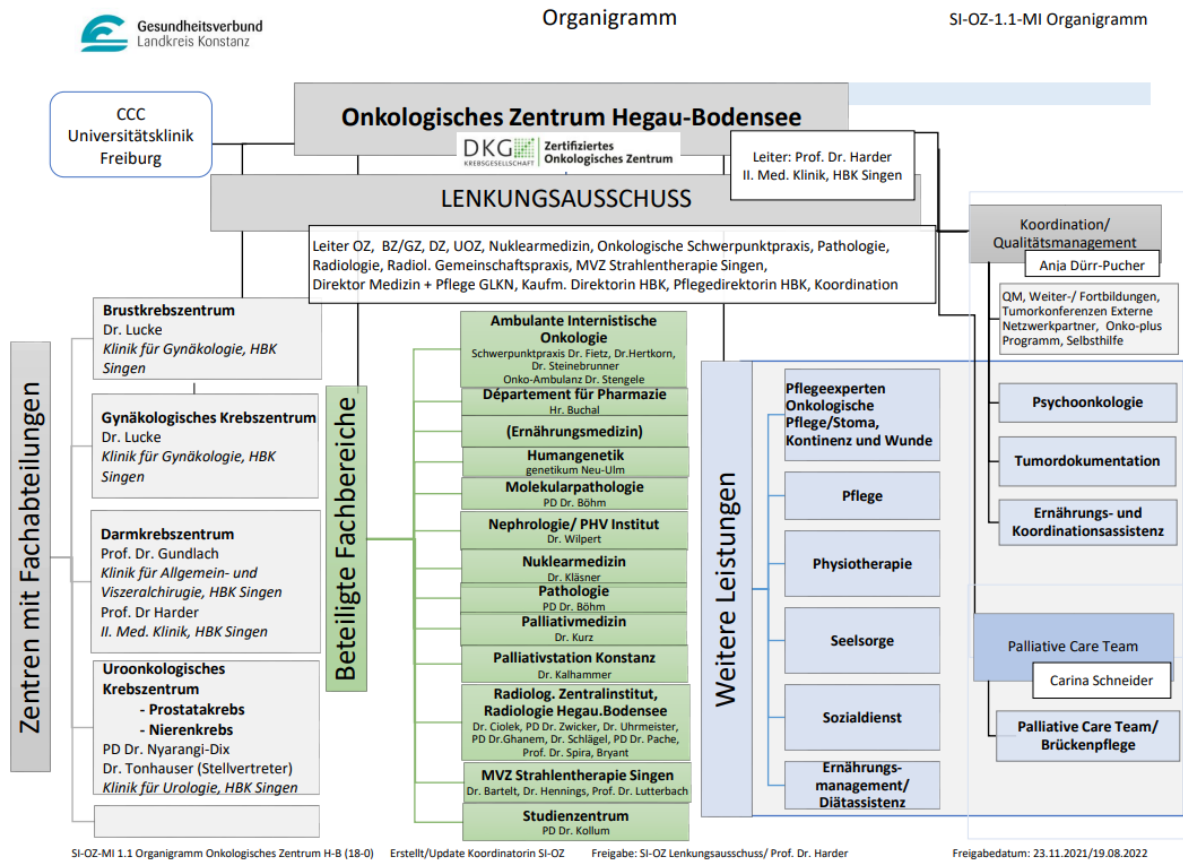 Gesundheitsverbund
Landkreis Konstanz
Organigramm
SI-OZ-1.1-MI Organigramm
CCC
Universitätsklinik
Freiburg
Onkologisches Zentrum Hegau-Bodensee
DKG
KREBSGESELLSCHAFT
Zertifiziertes
Onkologisches Zentrum
Leiter: Prof. Dr. Harder
II. Med. Klinik, HBK Singen
LENKUNGSAUSSCHUSS
Leiter OZ, BZ/GZ, DZ, UOZ, Nuklearmedizin, Onkologische Schwerpunktpraxis, Pathologie,
Radiologie, Radiol. Gemeinschaftspraxis, MVZ Strahlentherapie Singen,
Direktor Medizin + Pflege GLKN, Kaufm. Direktorin HBK, Pflegedirektorin HBK, Koordination
Koordination/
Qualitätsmanagement
Anja Dürr-Pucher
QM, Weiter-/ Fortbildungen,
Tumorkonferenzen Externe
Netzwerkpartner, Onko-plus
Programm, Selbsthilfe
Psychoonkologie
Tumordokumentation
Ernährungs- und
Koordinationsassistenz
Palliative Care Team
Carina Schneider
Palliative Care Team/
Brückenpflege
Zentren mit Fachabteilungen
Brustkrebszentrum
Dr. Lucke
Klinik für Gynäkologie, HBK
Singen
Gynäkologisches Krebszentrum
Dr. Lucke
Klinik für Gynäkologie, HBK
Singen
Darmkrebszentrum
Prof. Dr. Gundlach
Klinik für Allgemein- und
Viszeralchirugie, HBK Singen
Prof. Dr Harder
II. Med. Klinik, HBK Singen
Uroonkologisches
Krebszentrum
- Prostatakrebs
- Nierenkrebs
PD Dr. Nyarangi-Dix
Dr. Tonhauser (Stellvertreter)
Klinik für Urologie, HBK Singen
Beteiligte Fachbereiche
Ambulante Internistische
Onkologie
Schwerpunktpraxis Dr. Fietz, Dr.Hertkorn,
Dr. Steinebrunner
Onko-Ambulanz Dr. Stengele
Département für Pharmazie
Hr. Buchal
(Ernährungsmedizin)
Humangenetik
genetikum Neu-Ulm
Molekularpathologie
PD Dr. Böhm
Nephrologie/ PHV Institut
Dr. Wilpert
Nuklearmedizin
Dr. Kläsner
Pathologie
PD Dr. Böhm
Palliativmedizin
Dr. Kurz
Palliativstation Konstanz
Dr. Kalhammer
Radiolog. Zentralinstitut,
Radiologie Hegau.Bodensee
Dr. Ciolek, PD Dr. Zwicker, Dr. Uhrmeister,
PD Dr.Ghanem, Dr. Schlägel, PD Dr. Pache,
Prof. Dr. Spira, Bryant
MVZ Strahlentherapie Singen
Dr. Bartelt, Dr. Hennings, Prof. Dr. Lutterbach
Studienzentrum
PD Dr. Kollum
Weitere Leistungen
Pflegeexperten
Onkologische
Pflege/Stoma,
Kontinenz und Wunde
Pflege
Physiotherapie
Seelsorge
Sozialdienst
Ernährungs-
management/
Diätassistenz
SI-OZ-MI 1.1 Organigramm Onkologisches Zentrum H-B (18-0) Erstellt/Update Koordinatorin SI-OZ Freigabe: SI-OZ Lenkungsausschuss/ Prof. Dr. Harder Freigabedatum: 23.11.2021/19.08.2022